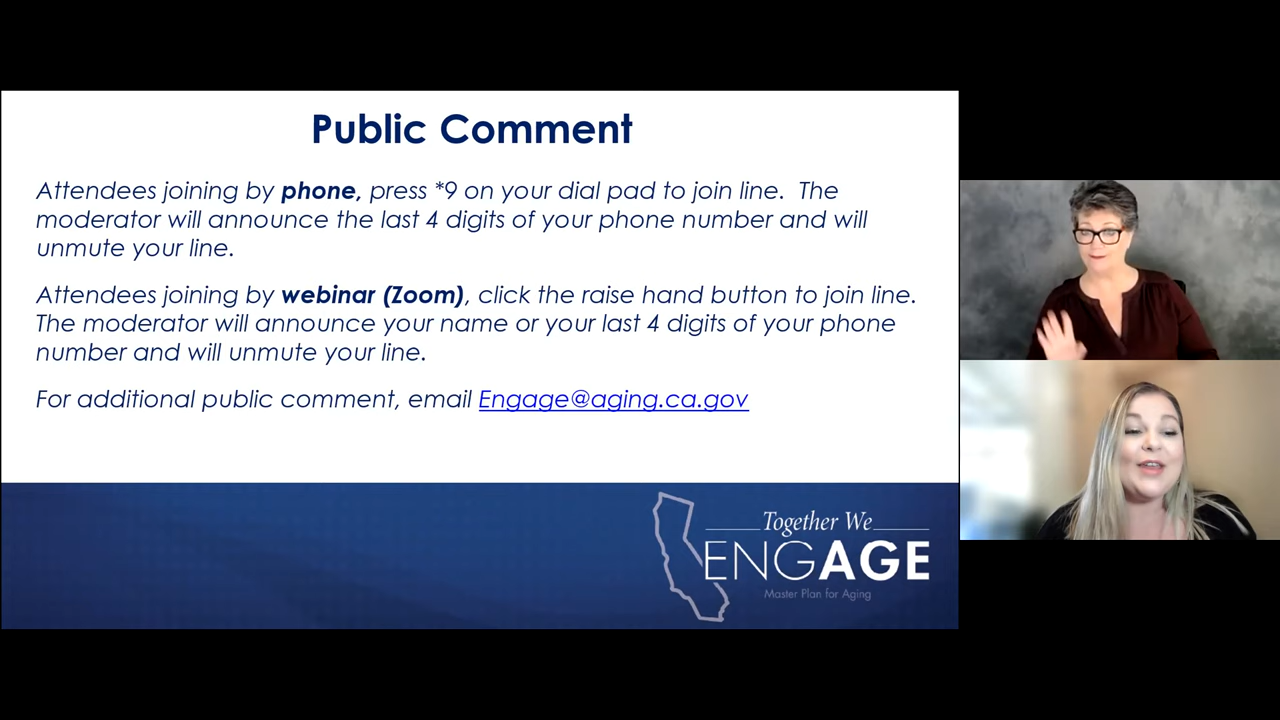 Public Comment
Attendees joining by phone, press *9 on your dial pad to join line. The
moderator will announce the last 4 digits of your phone number and will
unmute your line.
Attendees joining by webinar (Zoom), click the raise hand button to join line.
The moderator will announce your name or your last 4 digits of your phone
number and will unmute your line.
For additional public comment, email Engage@aging.ca.gov
Together We
ENGAGE
Master Plan for Aging